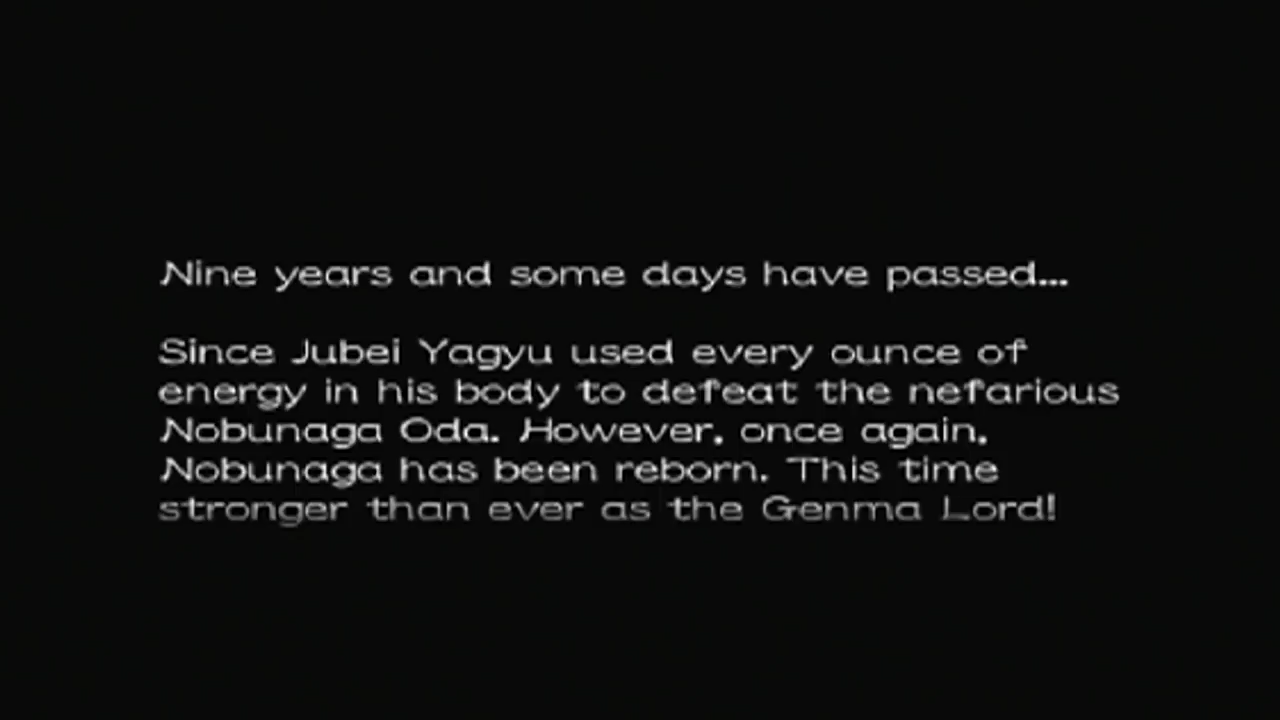 Nine years and some days have passed...
Since Jubei Yagyu used every ounce of
energy in his body to defeat the nefarious
Nobunaga Oda. However, once again,
Nobunaga has been reborn. This time
stronger than ever as the Genma Lord!